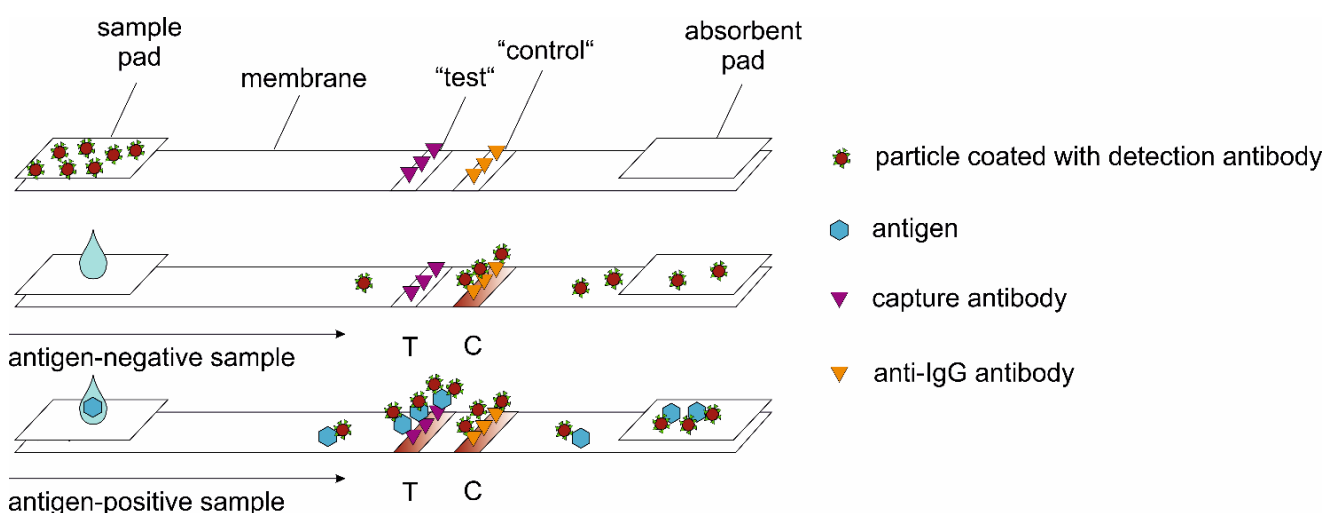 sample
pad
membrane
“test“
“control“
absorbent
pad
particle coated with detection antibody
antigen
capture antibody
anti-IgG antibody
T
C
antigen-negative sample
T
C
antigen-positive sample